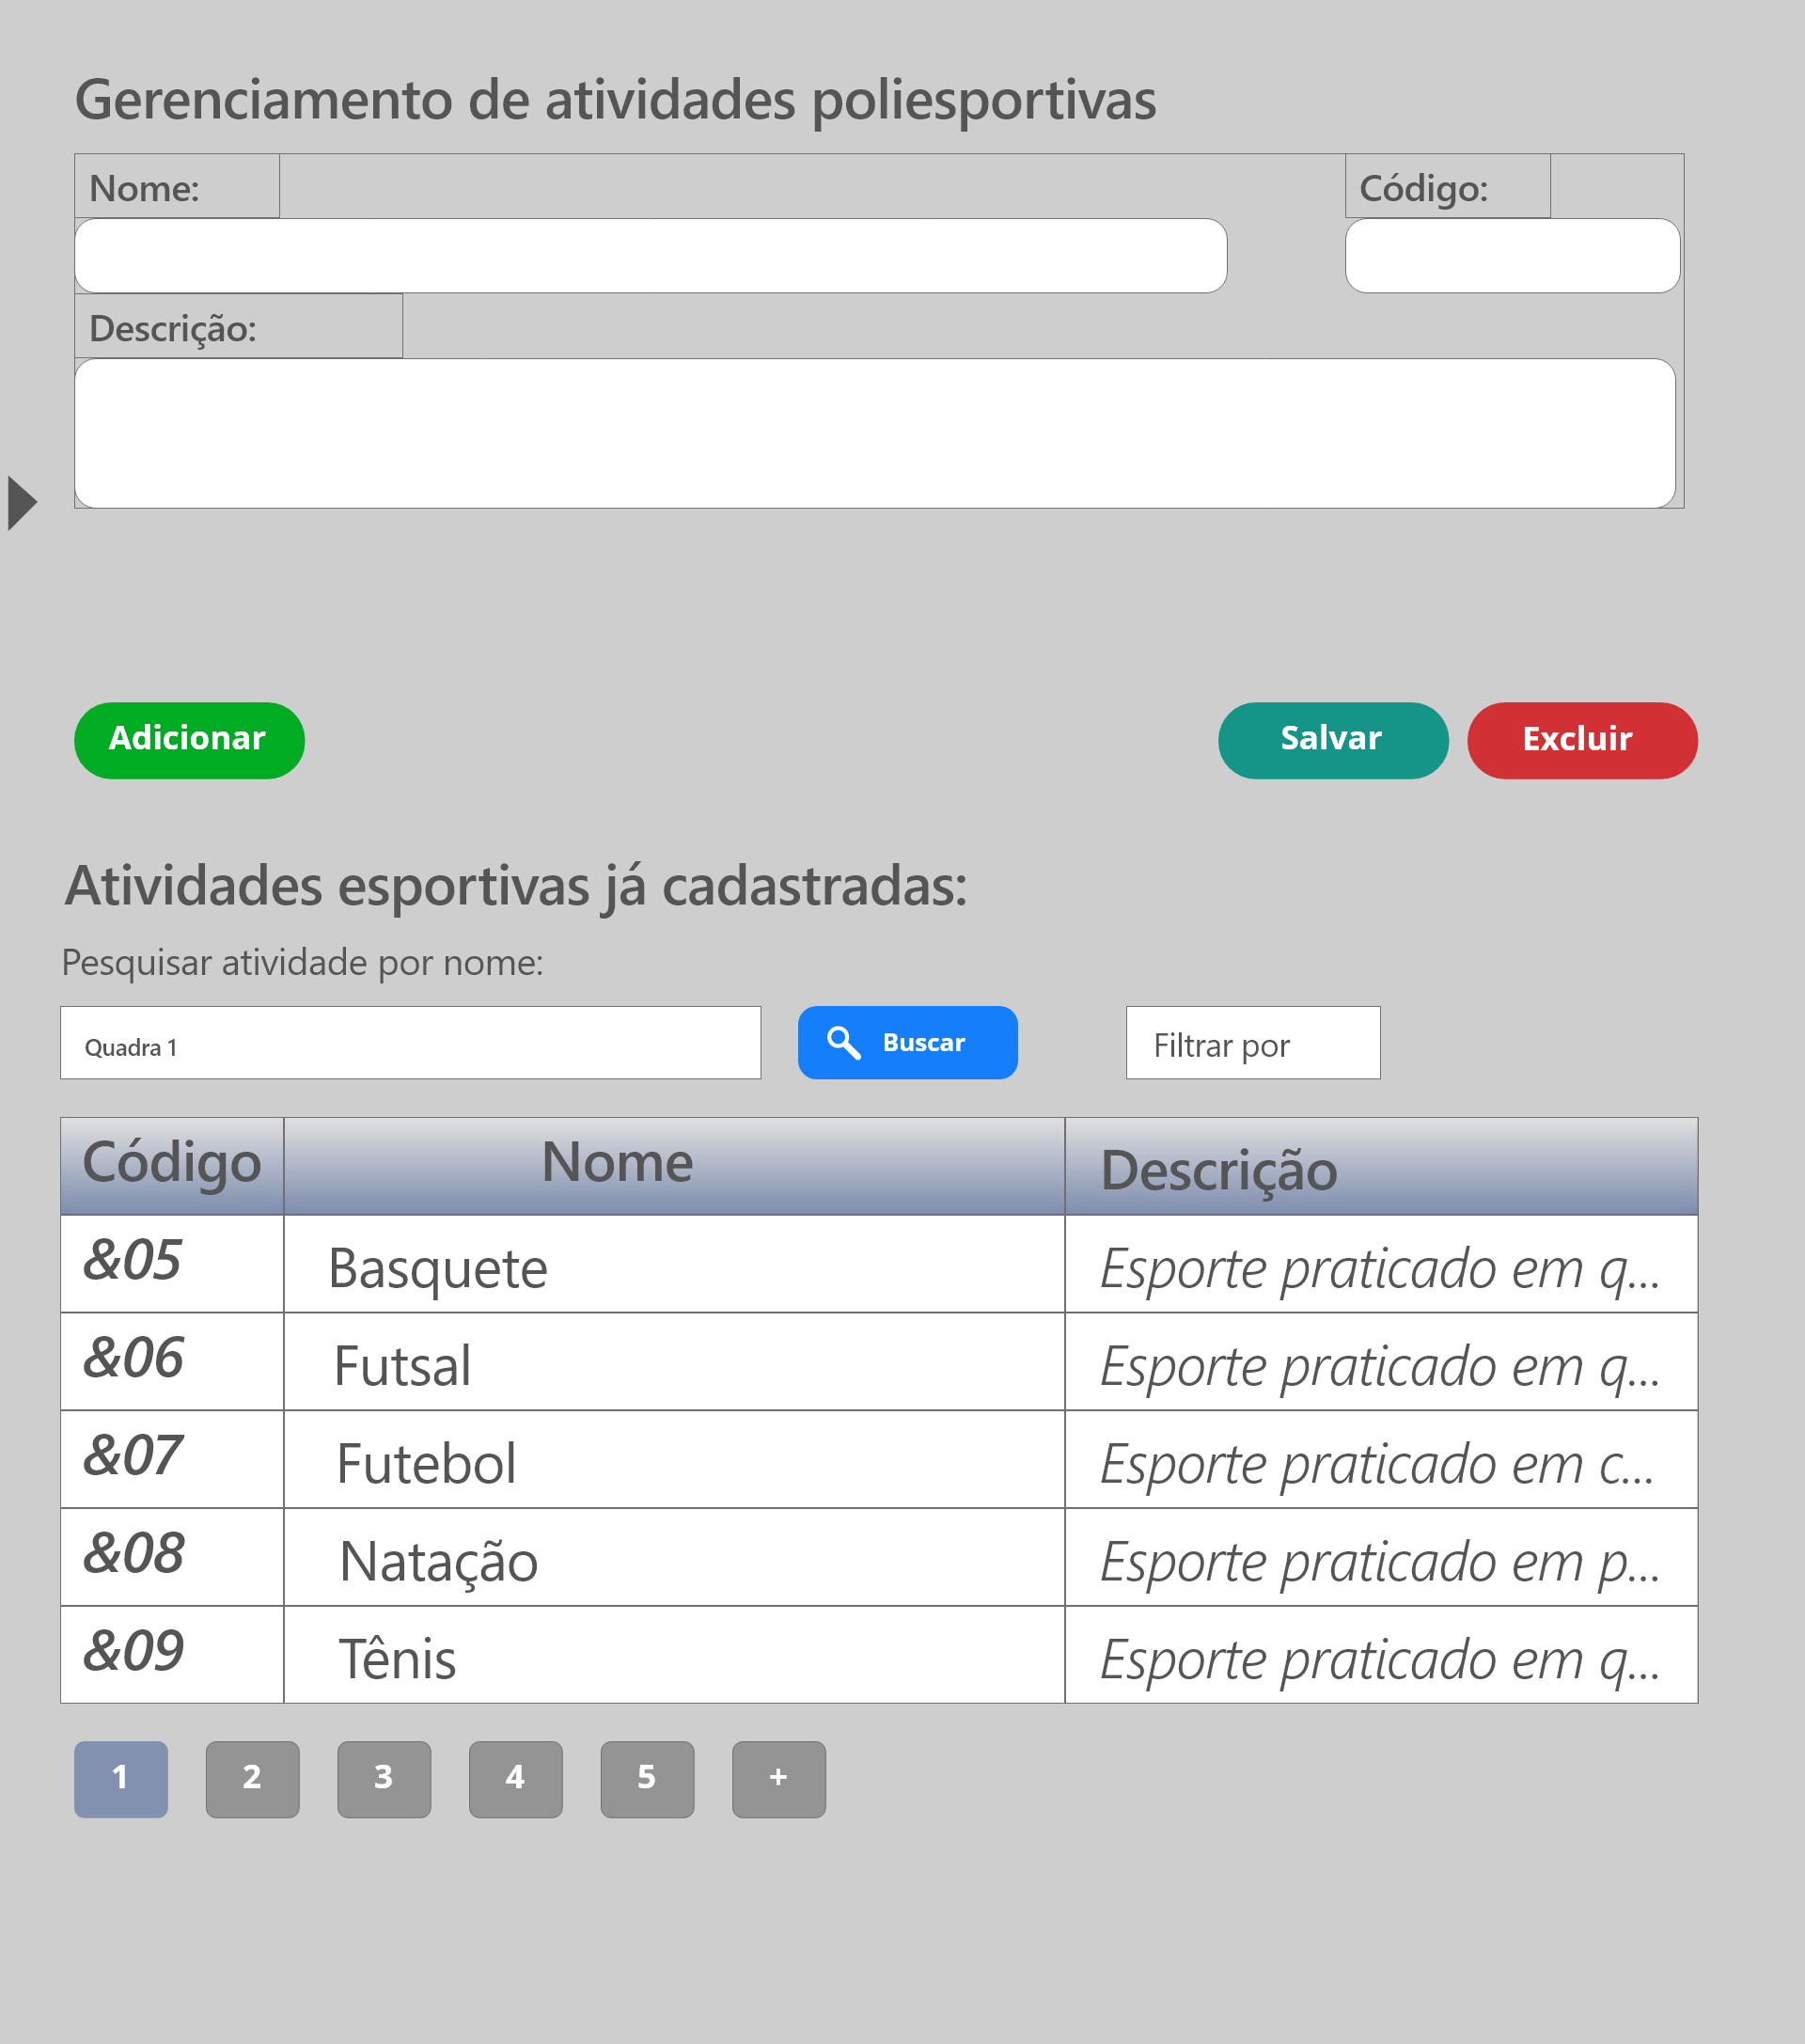 Gerenciamento de atividades poliesportivas
Nome: Código:
Descrição:
Adicionar Salvar Excluir
Atividades esportivas já cadastradas:
Pesquisar atividade por nome:
Quadra 1 Buscar Filtrar por
Código Nome Descrição
&05 Basquete Esporte praticado em q...
&06 Futsal Esporte praticado em q...
&07 Futebol Esporte praticado em c...
&08 Natação Esporte praticado em p...
&09 Tênis Esporte praticado em q...
1 2 3 4 5 +